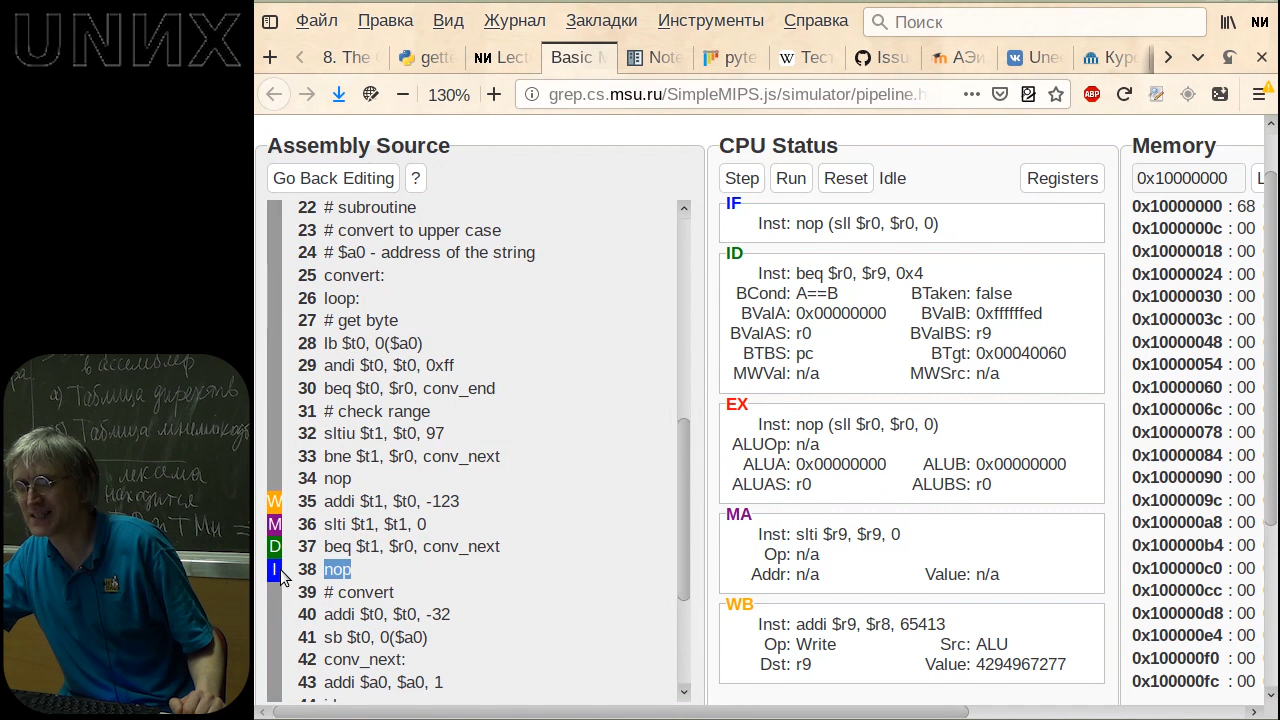 UNIX
в ассемблер
а) Таблица директив
Таблица мнемокодов
лексема
находится
Файл Правка Вид Журнал Закладки Инструменты Справка Поиск
8. The Lect Basic M Note pyte Issu АЭи
grep.cs.msu.ru/SimpleMIPS.js/simulator/pipeline.h
130%
ABP
Assembly Source
Go Back Editing ?
22 # subroutine
23 # convert to upper case
24 # $a0 - address of the string
25 convert:
26 loop:
27 # get byte
28 lb $t0, 0($a0)
29 andi $t0, $t0, 0xff
30 beq $t0, $r0, conv_end
31 # check range
32 sltiu $t1, $t0, 97
33 bne $t1, $r0, conv_next
34 nop
W 35 addi $t1, $t0, -123
M 36 slti $t1, $t1, 0
D 37 beq $t1, $r0, conv_next
I 38 nop
39 # convert
40 addi $t0, $t0, -32
41 sb $t0, 0($a0)
42 conv_next:
43 addi $a0, $a0, 1
CPU Status
Step Run Reset Idle Registers
IF
Inst: nop (sll $r0, $r0, 0)
ID
Inst: beq $r0, $r9, 0x4
BCond: A==B BTaken: false
BValA: 0x00000000 BValB: 0xffffffed
BValAS: r0 BValBS: r9
BTBS: pc BTgt: 0x00040060
MWVal: n/a MWSrc: n/a
EX
Inst: nop (sll $r0, $r0, 0)
ALUOp: n/a
ALUA: 0x00000000 ALUB: 0x00000000
ALUAS: r0 ALUBS: r0
MA
Inst: slti $r9, $r9, 0
Op: n/a
Addr: n/a Value: n/a
WB
Inst: addi $r9, $r8, 65413
Op: Write Src: ALU
Dst: r9 Value: 4294967277
Memory
0x10000000
0x10000000 : 68
0x1000000c : 00
0x10000018 : 00
0x10000024 : 00
0x10000030 : 00
0x1000003c : 00
0x10000048 : 00
0x10000054 : 00
0x10000060 : 00
0x1000006c : 00
0x10000078 : 00
0x10000084 : 00
0x10000090 : 00
0x1000009c : 00
0x100000a8 : 00
0x100000b4 : 00
0x100000c0 : 00
0x100000cc : 00
0x100000d8 : 00
0x100000e4 : 00
0x100000f0 : 00
0x100000fc : 00